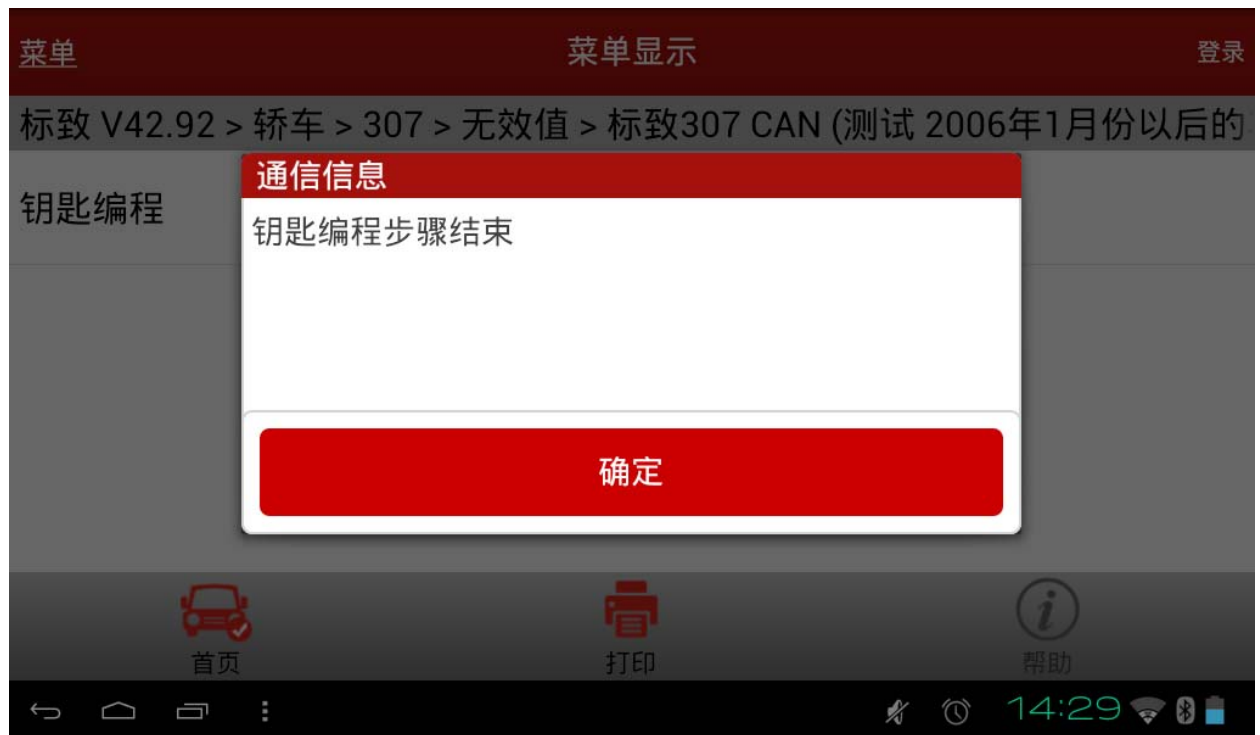 菜单 菜单显示 登录
标致 V42.92 > 轿车 > 307 > 无效值 > 标致307 CAN (测试 2006年1月份以后的
钥匙编程
通信信息
钥匙编程步骤结束
确定
首页 打印 帮助
14:29